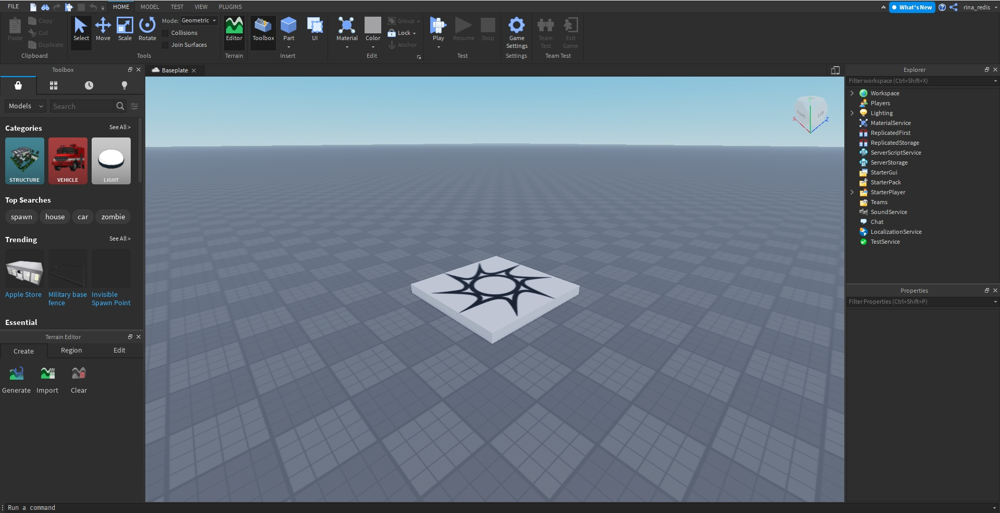 FILE HOME MODEL TEST VIEW PLUGINS What's New rina_redis
Paste Copy Cut Duplicate Clipboard
Select Move Scale Rotate Mode: Geometric Collisions Join Surfaces Tools
Editor Terrain
Toolbox Part UI Insert
Material Color Group Lock Anchor Edit
Play Resume Stop Test
Game Settings Settings
Team Test Exit Game Team Test
Toolbox
Models Search
Categories See All >
STRUCTURE VEHICLE LIGHT
Top Searches
spawn house car zombie
Trending See All >
Apple Store Military base fence Invisible Spawn Point
Essential
Terrain Editor
Create Region Edit
Generate Import Clear
Baseplate
X Y Z
Left
Explorer
Filter workspace (Ctrl+Shift+X)
Workspace
Players
Lighting
MaterialService
ReplicatedFirst
ReplicatedStorage
ServerScriptService
ServerStorage
StarterGui
StarterPack
StarterPlayer
Teams
SoundService
Chat
LocalizationService
TestService
Properties
Filter Properties (Ctrl+Shift+P)
Run a command